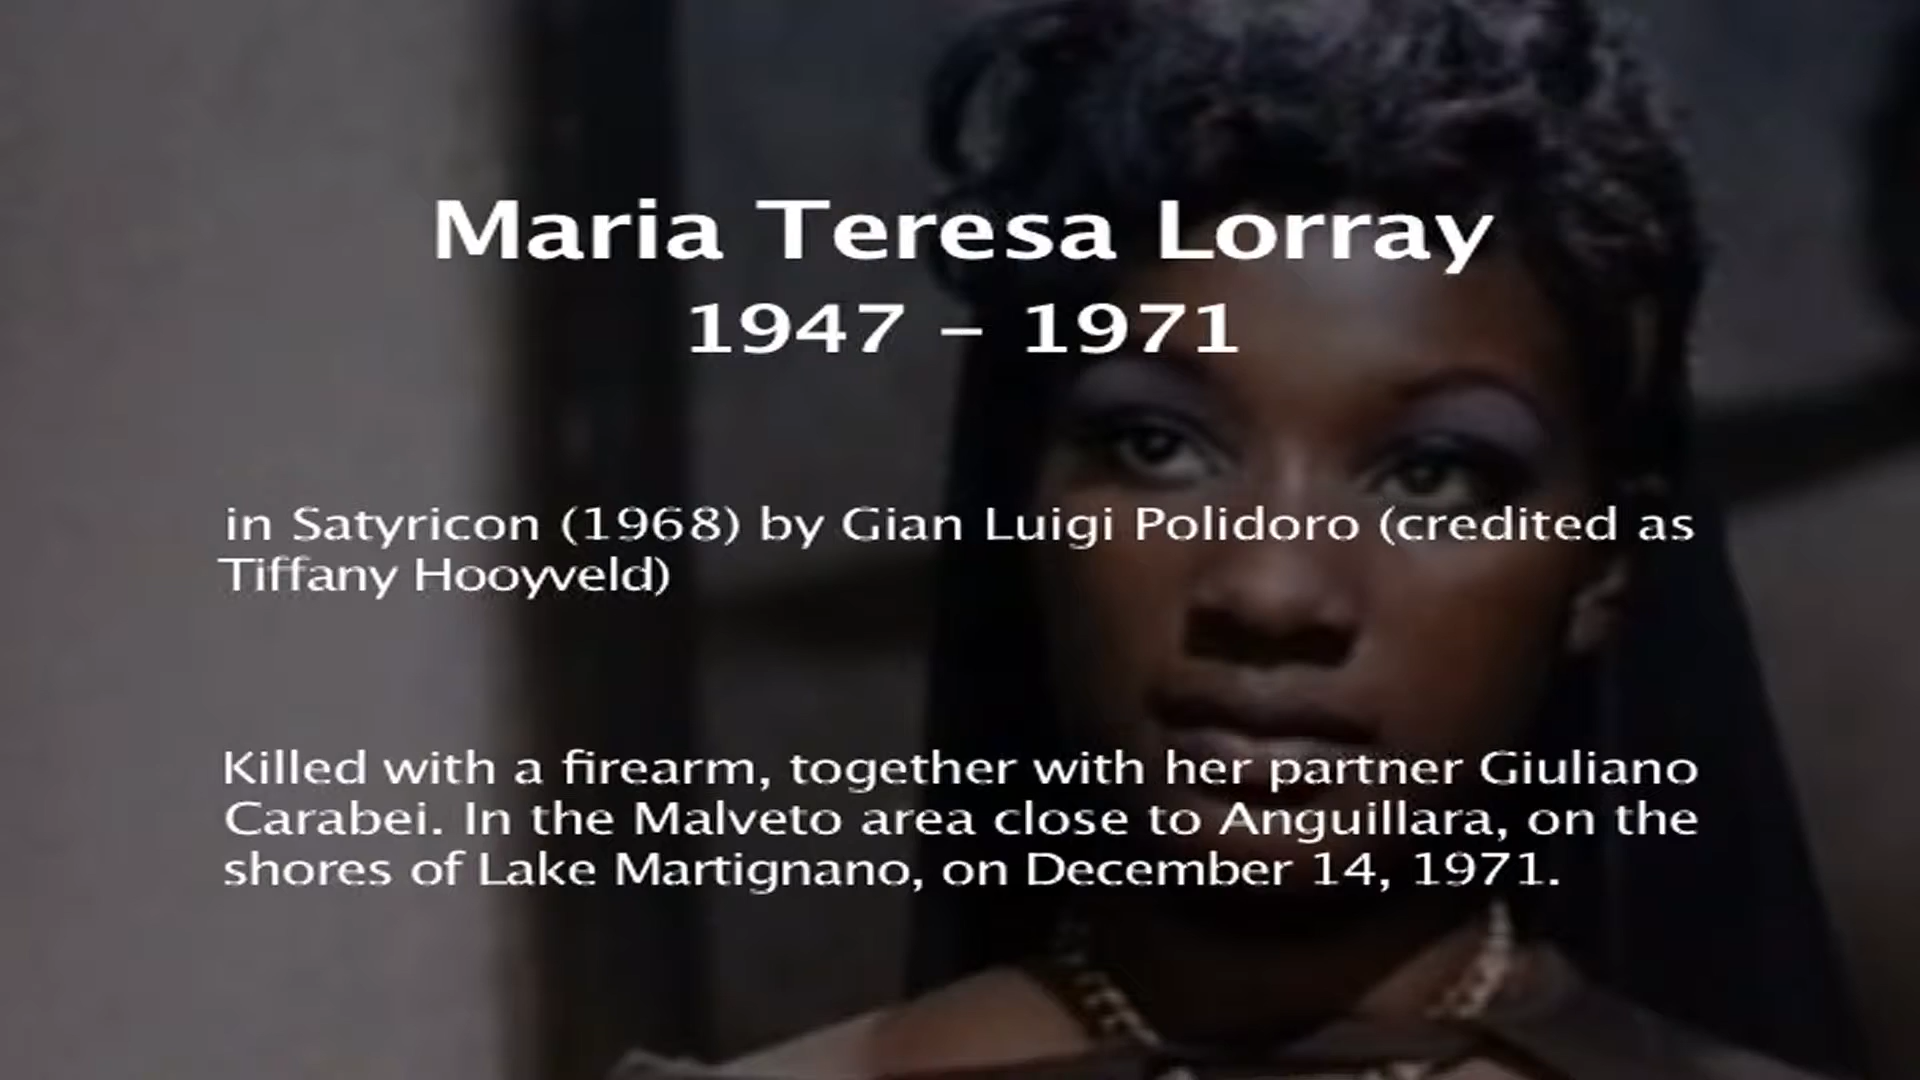 Maria Teresa Lorray
1947 – 1971
in Satyricon (1968) by Gian Luigi Polidoro (credited as
Tiffany Hooyveld)
Killed with a firearm, together with her partner Giuliano
Carabei. In the Malveto area close to Anguillara, on the
shores of Lake Martignano, on December 14, 1971.